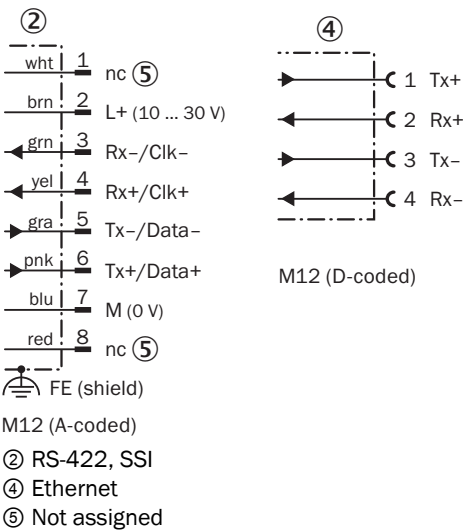 ② ④
wht 1 nc ⑤
brn 2 L+ (10 ... 30 V)
grn 3 Rx–/Clk–
yel 4 Rx+/Clk+
gra 5 Tx–/Data–
pnk 6 Tx+/Data+
blu 7 M (0 V)
red 8 nc ⑤
FE (shield)
M12 (A-coded)
1 Tx+
2 Rx+
3 Tx–
4 Rx–
M12 (D-coded)
② RS-422, SSI
④ Ethernet
⑤ Not assigned